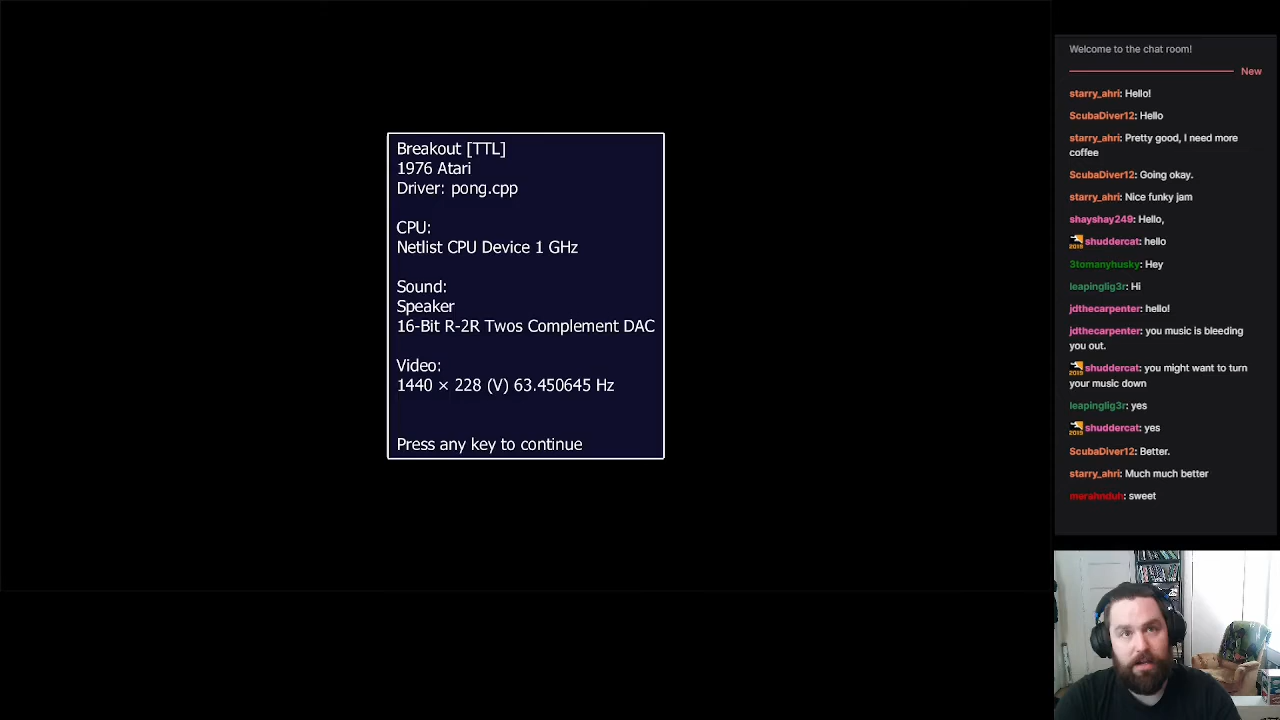 Breakout [TTL]
1976 Atari
Driver: pong.cpp
CPU:
Netlist CPU Device 1 GHz
Sound:
Speaker
16-Bit R-2R Twos Complement DAC
Video:
1440 × 228 (V) 63.450645 Hz
Press any key to continue
Welcome to the chat room!
New
starry_ahri: Hello!
ScubaDiver12: Hello
starry_ahri: Pretty good, I need more
coffee
ScubaDiver12: Going okay.
starry_ahri: Nice funky jam
shayshay249: Hello,
2019 shuddercat: hello
3tomanyhusky: Hey
leapinglig3r: Hi
jdthecarpenter: hello!
jdthecarpenter: you music is bleeding
you out.
2019 shuddercat: you might want to turn
your music down
leapinglig3r: yes
2019 shuddercat: yes
ScubaDiver12: Better.
starry_ahri: Much much better
merahnduh: sweet